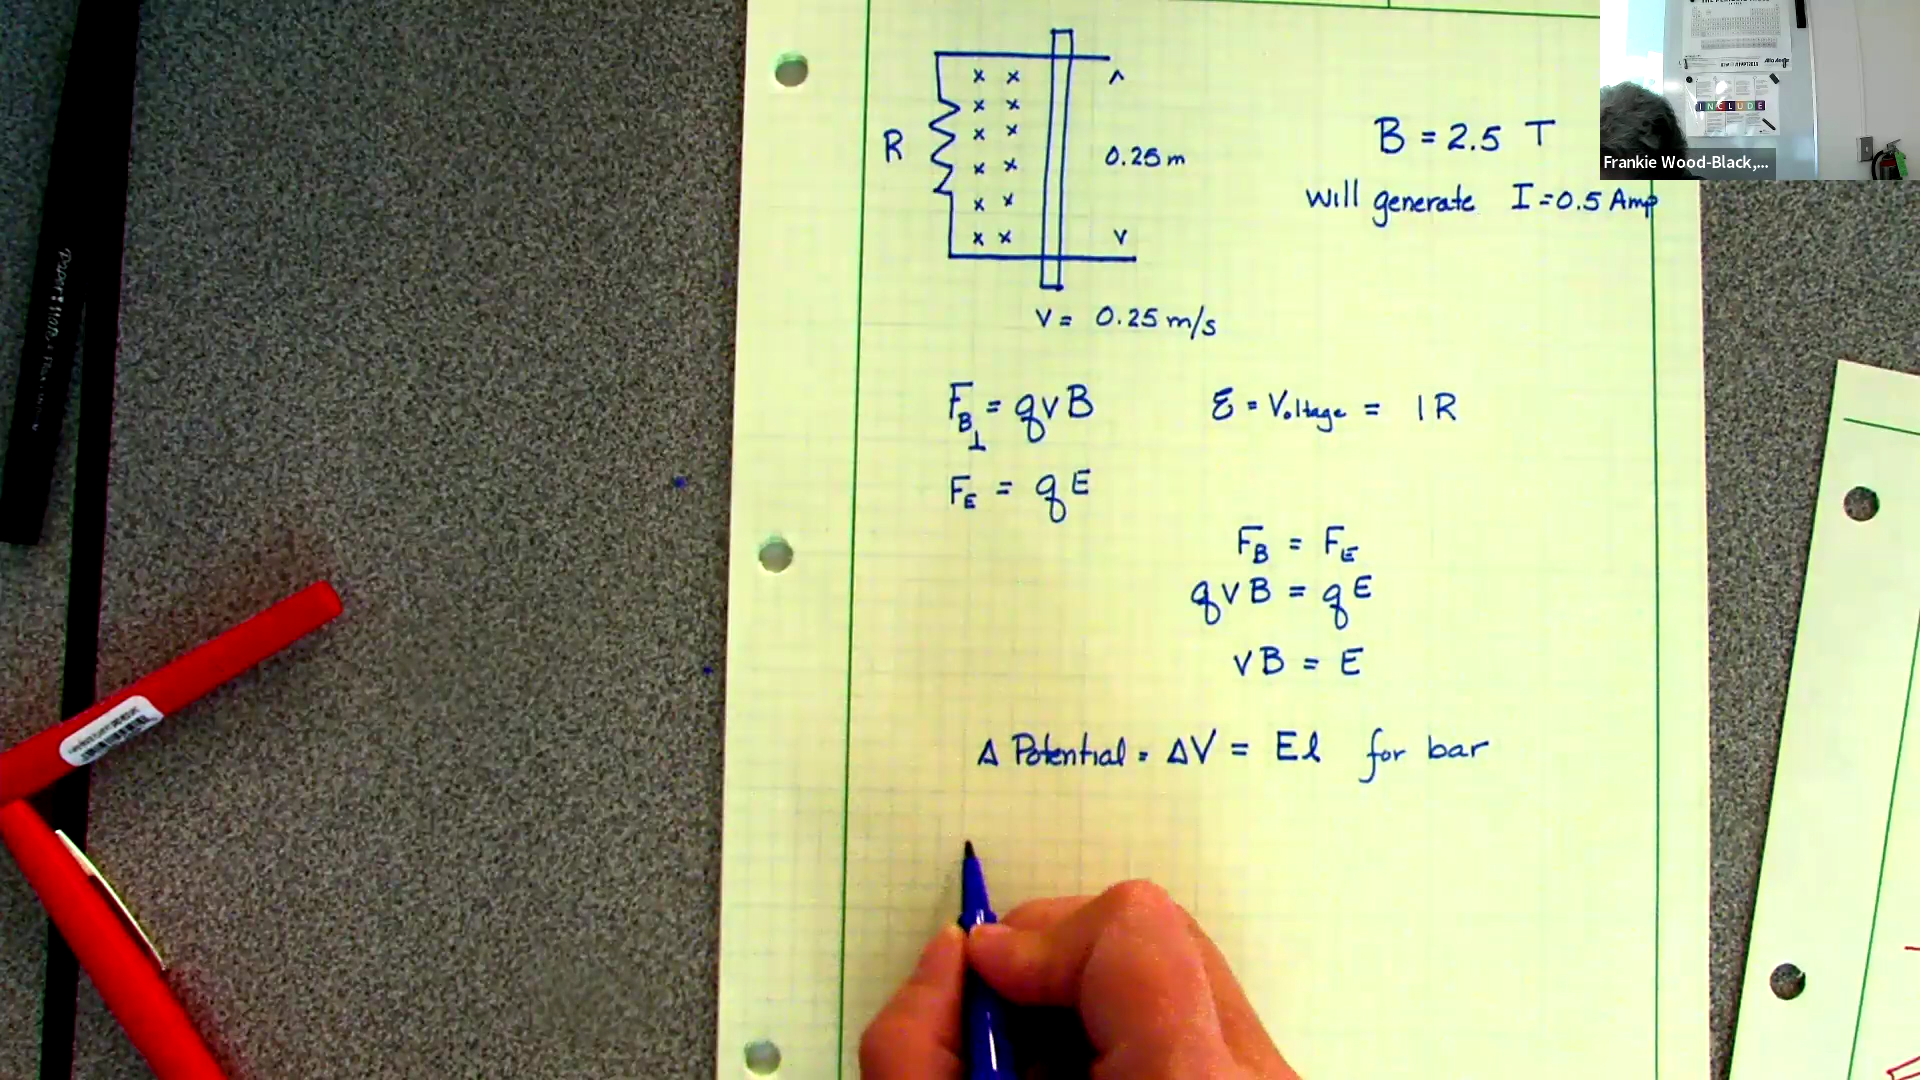 x x
x x
x x
x x
x x
x x
R
^
0.25 m
v
B = 2.5 T
will generate I = 0.5 Amp
v = 0.25 m/s
F_B⊥ = qvB
ℰ = Voltage = IR
F_E = qE
F_B = F_E
qvB = qE
vB = E
Δ Potential = ΔV = El for bar
INCLUDE
Frankie Wood-Black,...